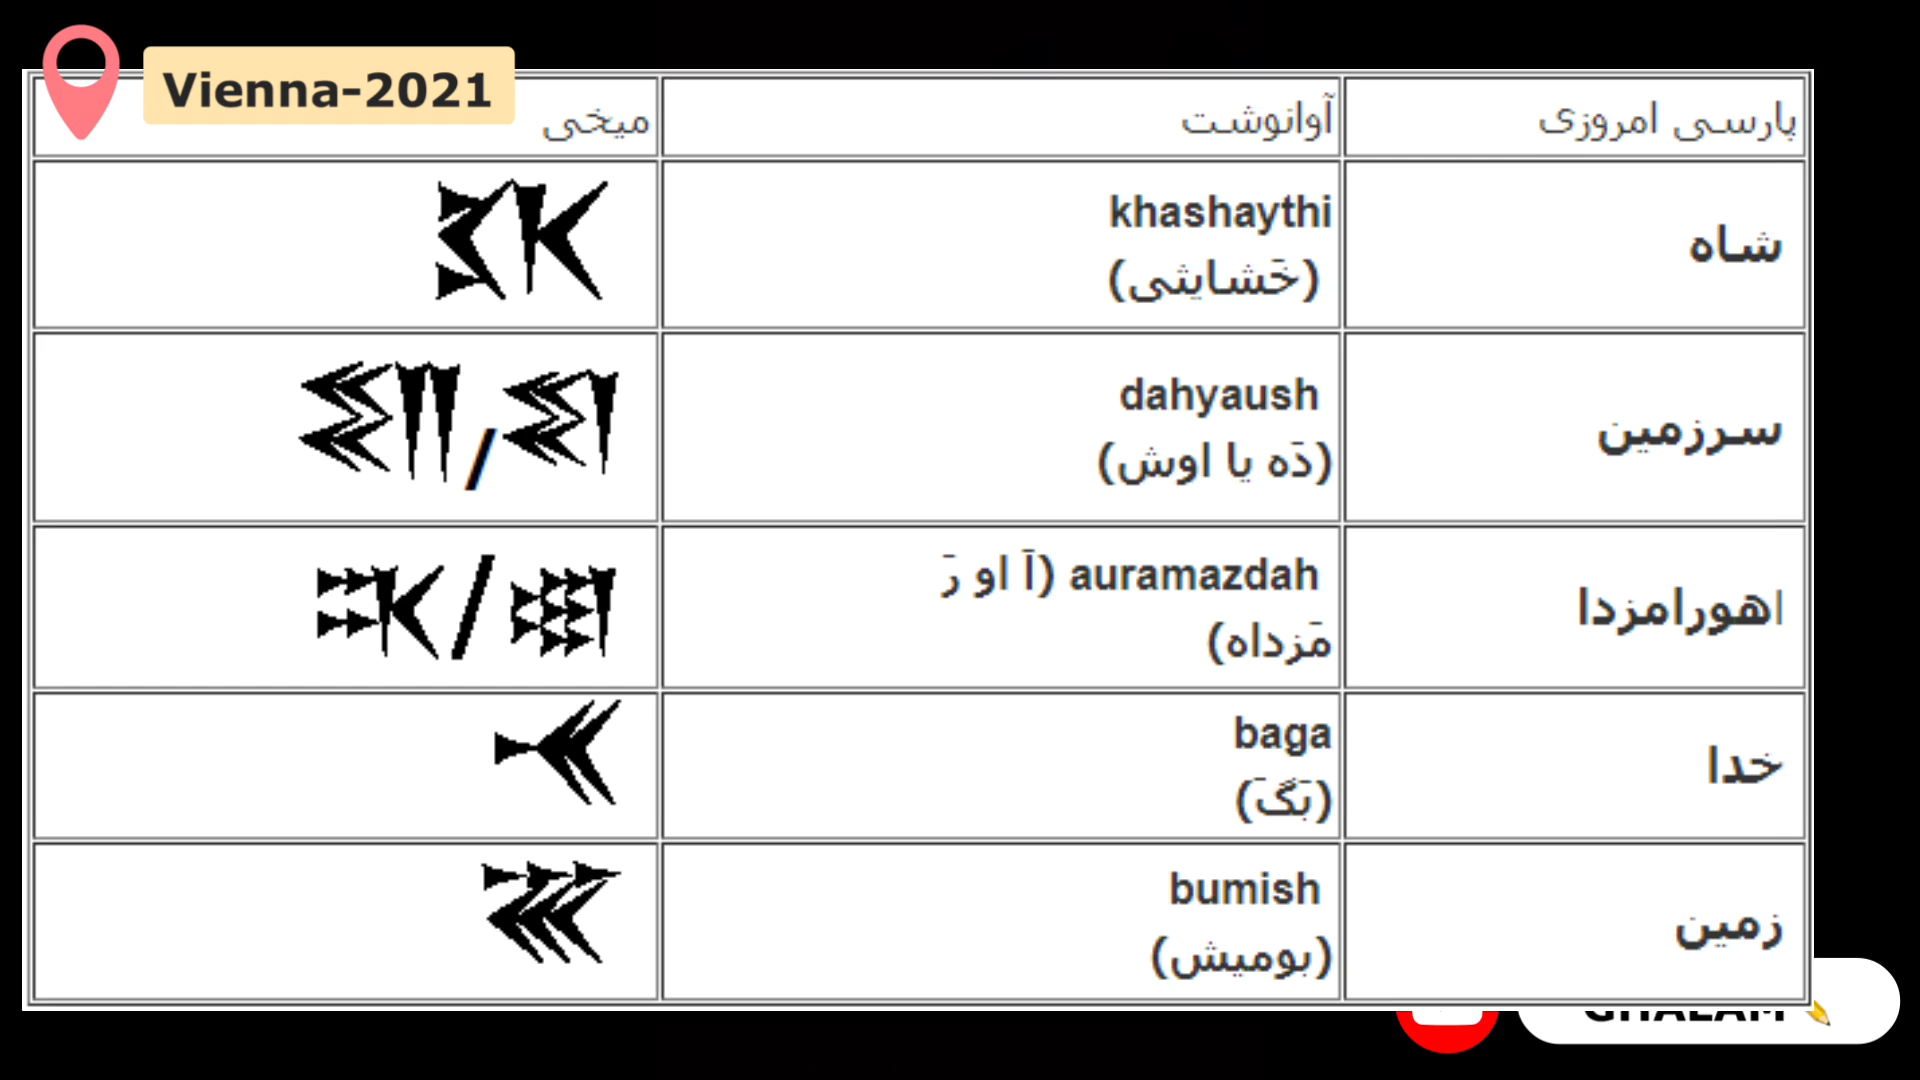 Vienna-2021
پارسی امروزی آوانوشت میخی
شاه khashaythi 𐏋
(خَشایثی)
سرزمین dahyaush 𐏎/𐏍
(دَه یا اوش)
اهورامزدا auramazdah (آ او رَ 𐏈/𐏉
مَزداه)
خدا baga 𐏌
(بَگَ)
زمین bumish 𐏏
(بومیش)
GHALAM